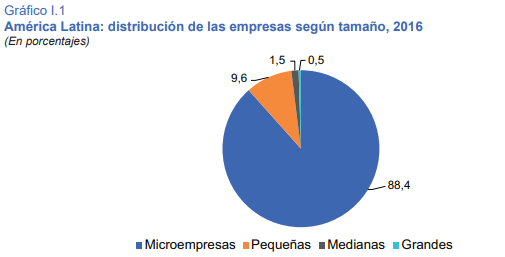 Gráfico I.1
América Latina: distribución de las empresas según tamaño, 2016
(En porcentajes)
1,5
0,5
9,6
88,4
Microempresas Pequeñas Medianas Grandes